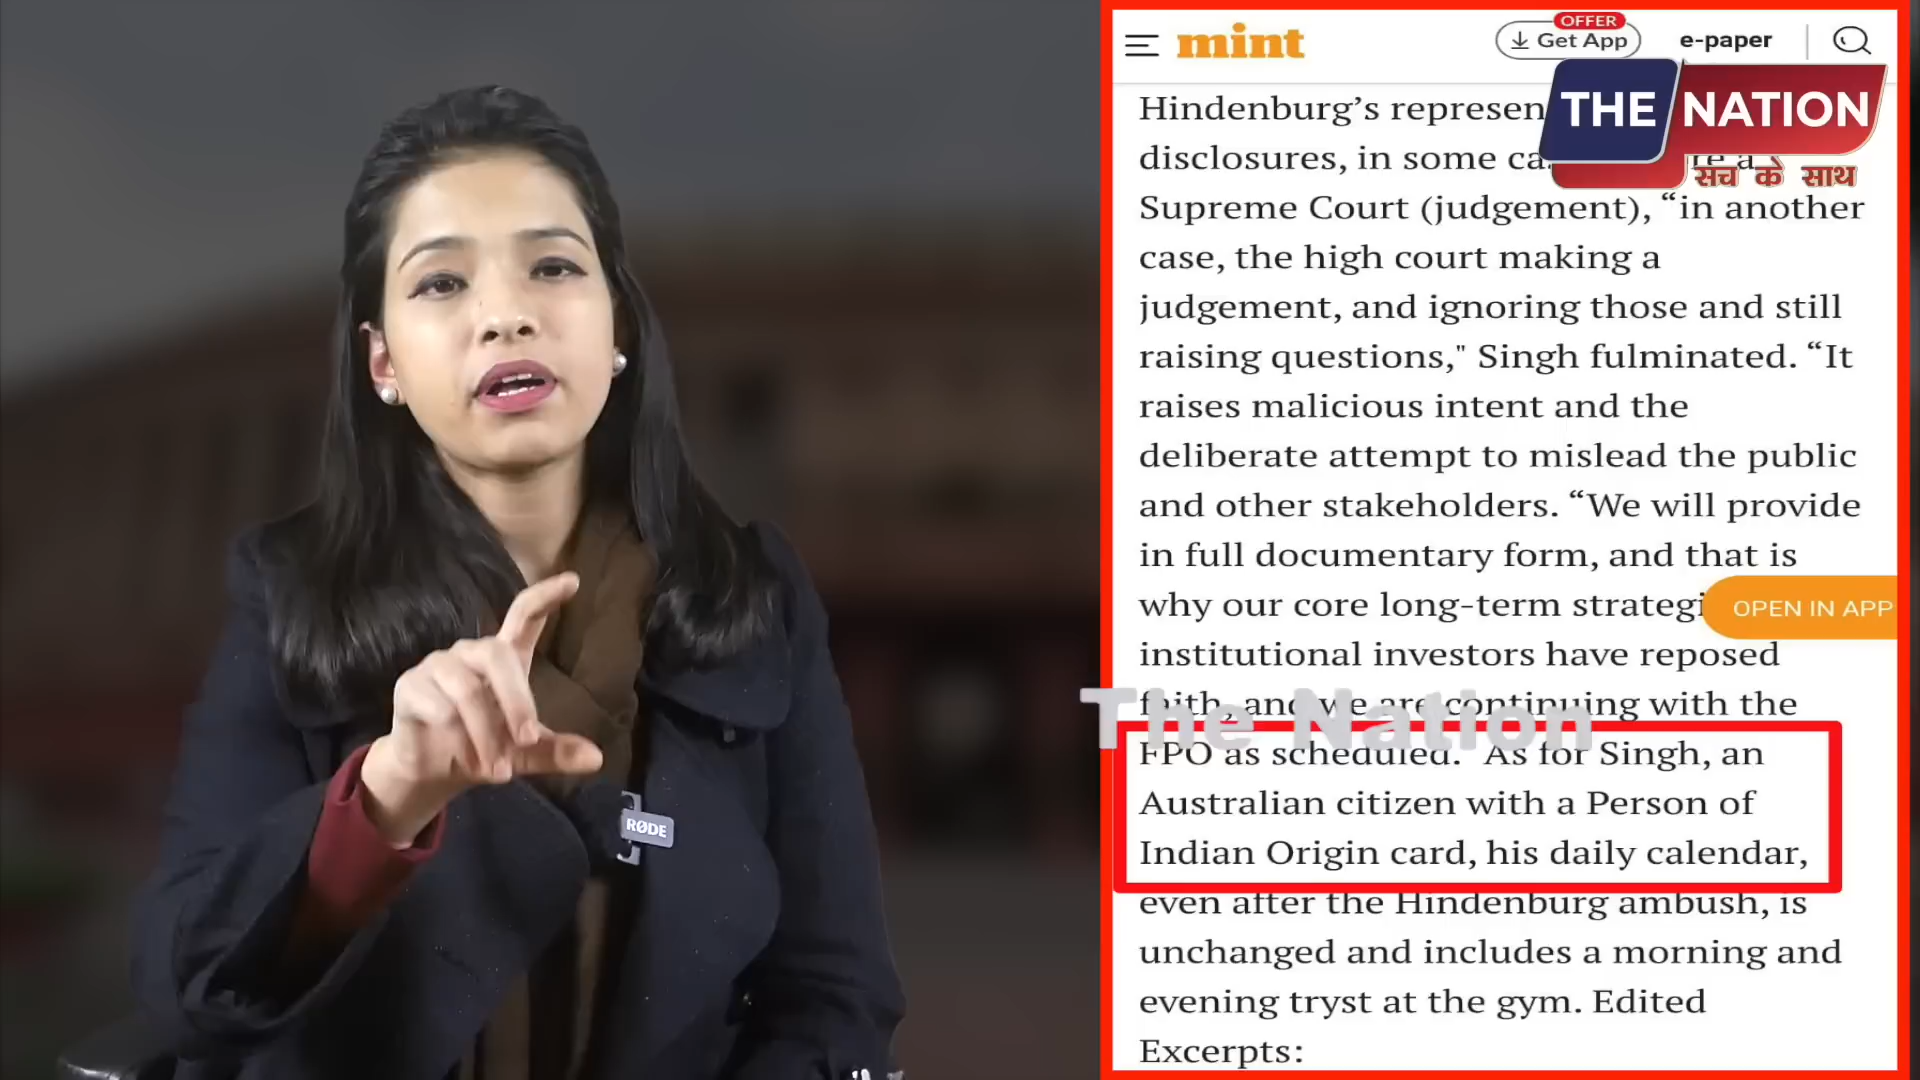 mint
OFFER
Get App
e-paper
THE NATION
सच के साथ
Hindenburg’s represen
disclosures, in some
Supreme Court (judgement), “in another
case, the high court making a
judgement, and ignoring those and still
raising questions," Singh fulminated. “It
raises malicious intent and the
deliberate attempt to mislead the public
and other stakeholders. “We will provide
in full documentary form, and that is
why our core long-term strategi
OPEN IN APP
institutional investors have reposed
faith, and we are continuing with the
The Nation
FPO as scheduled." As for Singh, an
Australian citizen with a Person of
Indian Origin card, his daily calendar,
even after the Hindenburg ambush, is
unchanged and includes a morning and
evening tryst at the gym. Edited
Excerpts:
RØDE